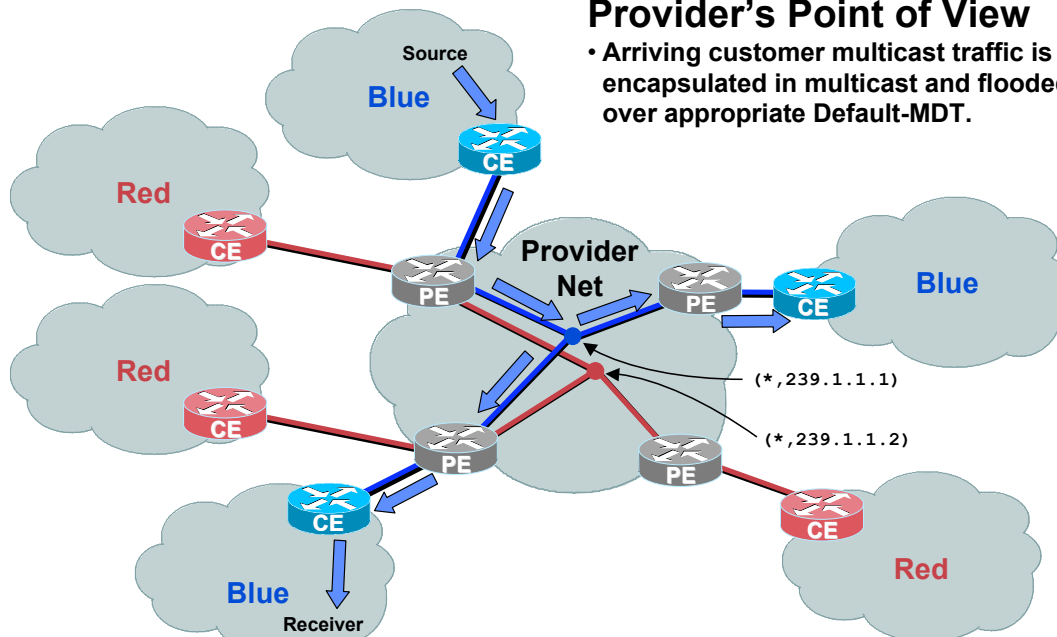 Provider's Point of View
• Arriving customer multicast traffic is
encapsulated in multicast and flooded
over appropriate Default-MDT.
Source
Blue
CE
Red
CE
Provider
Net
PE
PE
CE
Blue
Red
CE
(*,239.1.1.1)
(*,239.1.1.2)
PE
PE
CE
CE
Blue
Red
Receiver